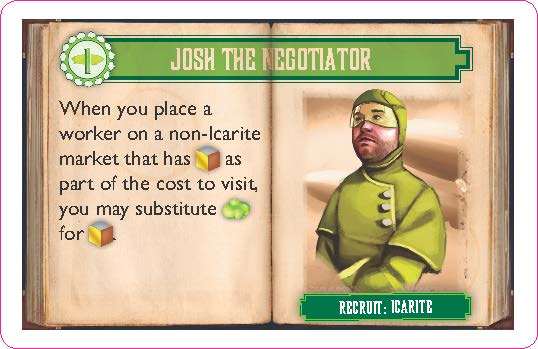 JOSH THE NEGOTIATOR
When you place a
worker on a non-Icarite
market that has as
part of the cost to visit,
you may substitute
for .
RECRUIT: ICARITE